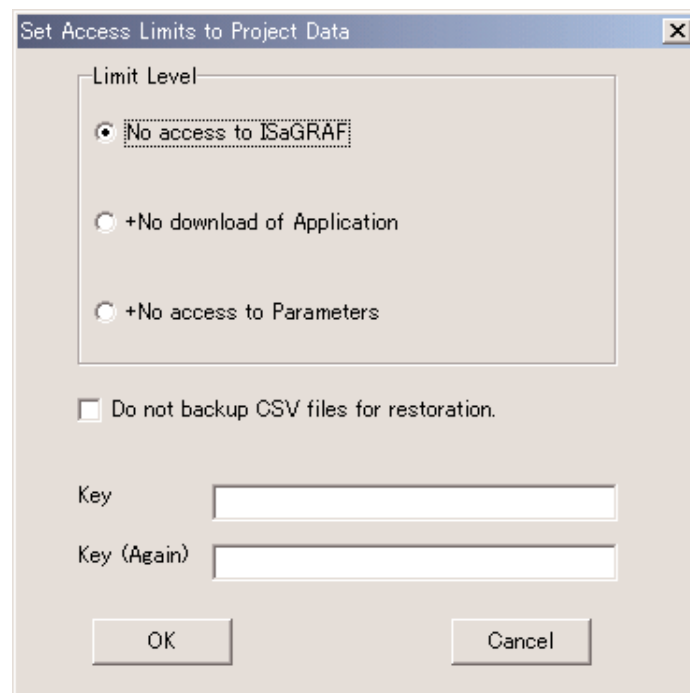 Set Access Limits to Project Data
Limit Level
No access to ISaGRAF
+No download of Application
+No access to Parameters
Do not backup CSV files for restoration.
Key
Key (Again)
OK
Cancel